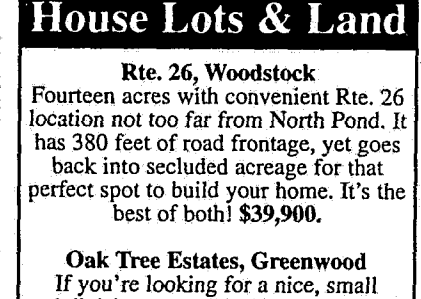 House Lots & Land
Rte. 26, Woodstock
Fourteen acres with convenient Rte. 26
location not too far from North Pond. It
has 380 feet of road frontage, yet goes
back into secluded acreage for that
perfect spot to build your home. It's the
best of both! $39,900.
Oak Tree Estates, Greenwood
If you're looking for a nice, small